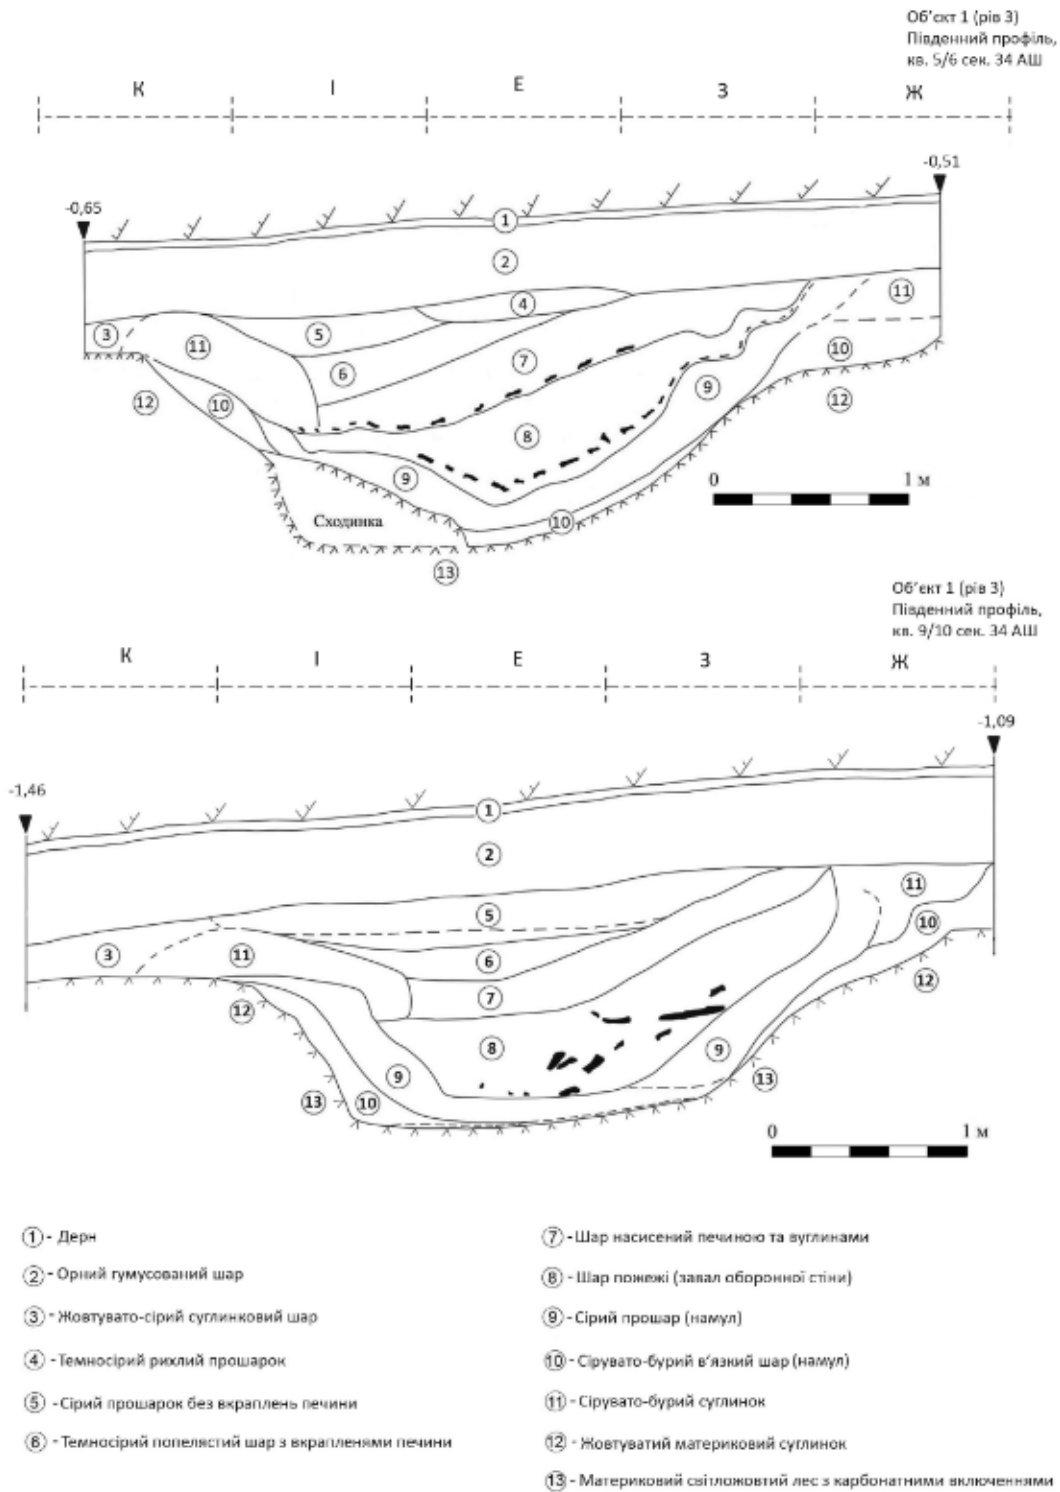 Об'єкт 1 (рів 3)
Південний профіль,
кв. 5/6 сек. 34 АШ
К І Е З Ж
-0,51
-0,65
1
2
11
4
3
5
11
10
7
6
12
9
12
10
8
0 1 м
9
Сходинка
10
13
Об'єкт 1 (рів 3)
Південний профіль,
кв. 9/10 сек. 34 АШ
К І Е З Ж
-1,09
-1,46
1
2
11
5
10
3
11
6
12
7
12
8
9
9
13
13
10
0 1 м
1 - Дерн
2 - Орний гумусований шар
3 - Жовтувато-сірий суглинковий шар
4 - Темносірий рихлий прошарок
5 - Сірий прошарок без вкраплень печини
6 - Темносірий попелястий шар з вкрапленями печини
7 - Шар насисений печиною та вуглинами
8 - Шар пожежі (завал оборонної стіни)
9 - Сірий прошар (намул)
10 - Сірувато-бурий в'язкий шар (намул)
11 - Сірувато-бурий суглинок
12 - Жовтуватий материковий суглинок
13 - Материковий світложовтий лес з карбонатними включеннями